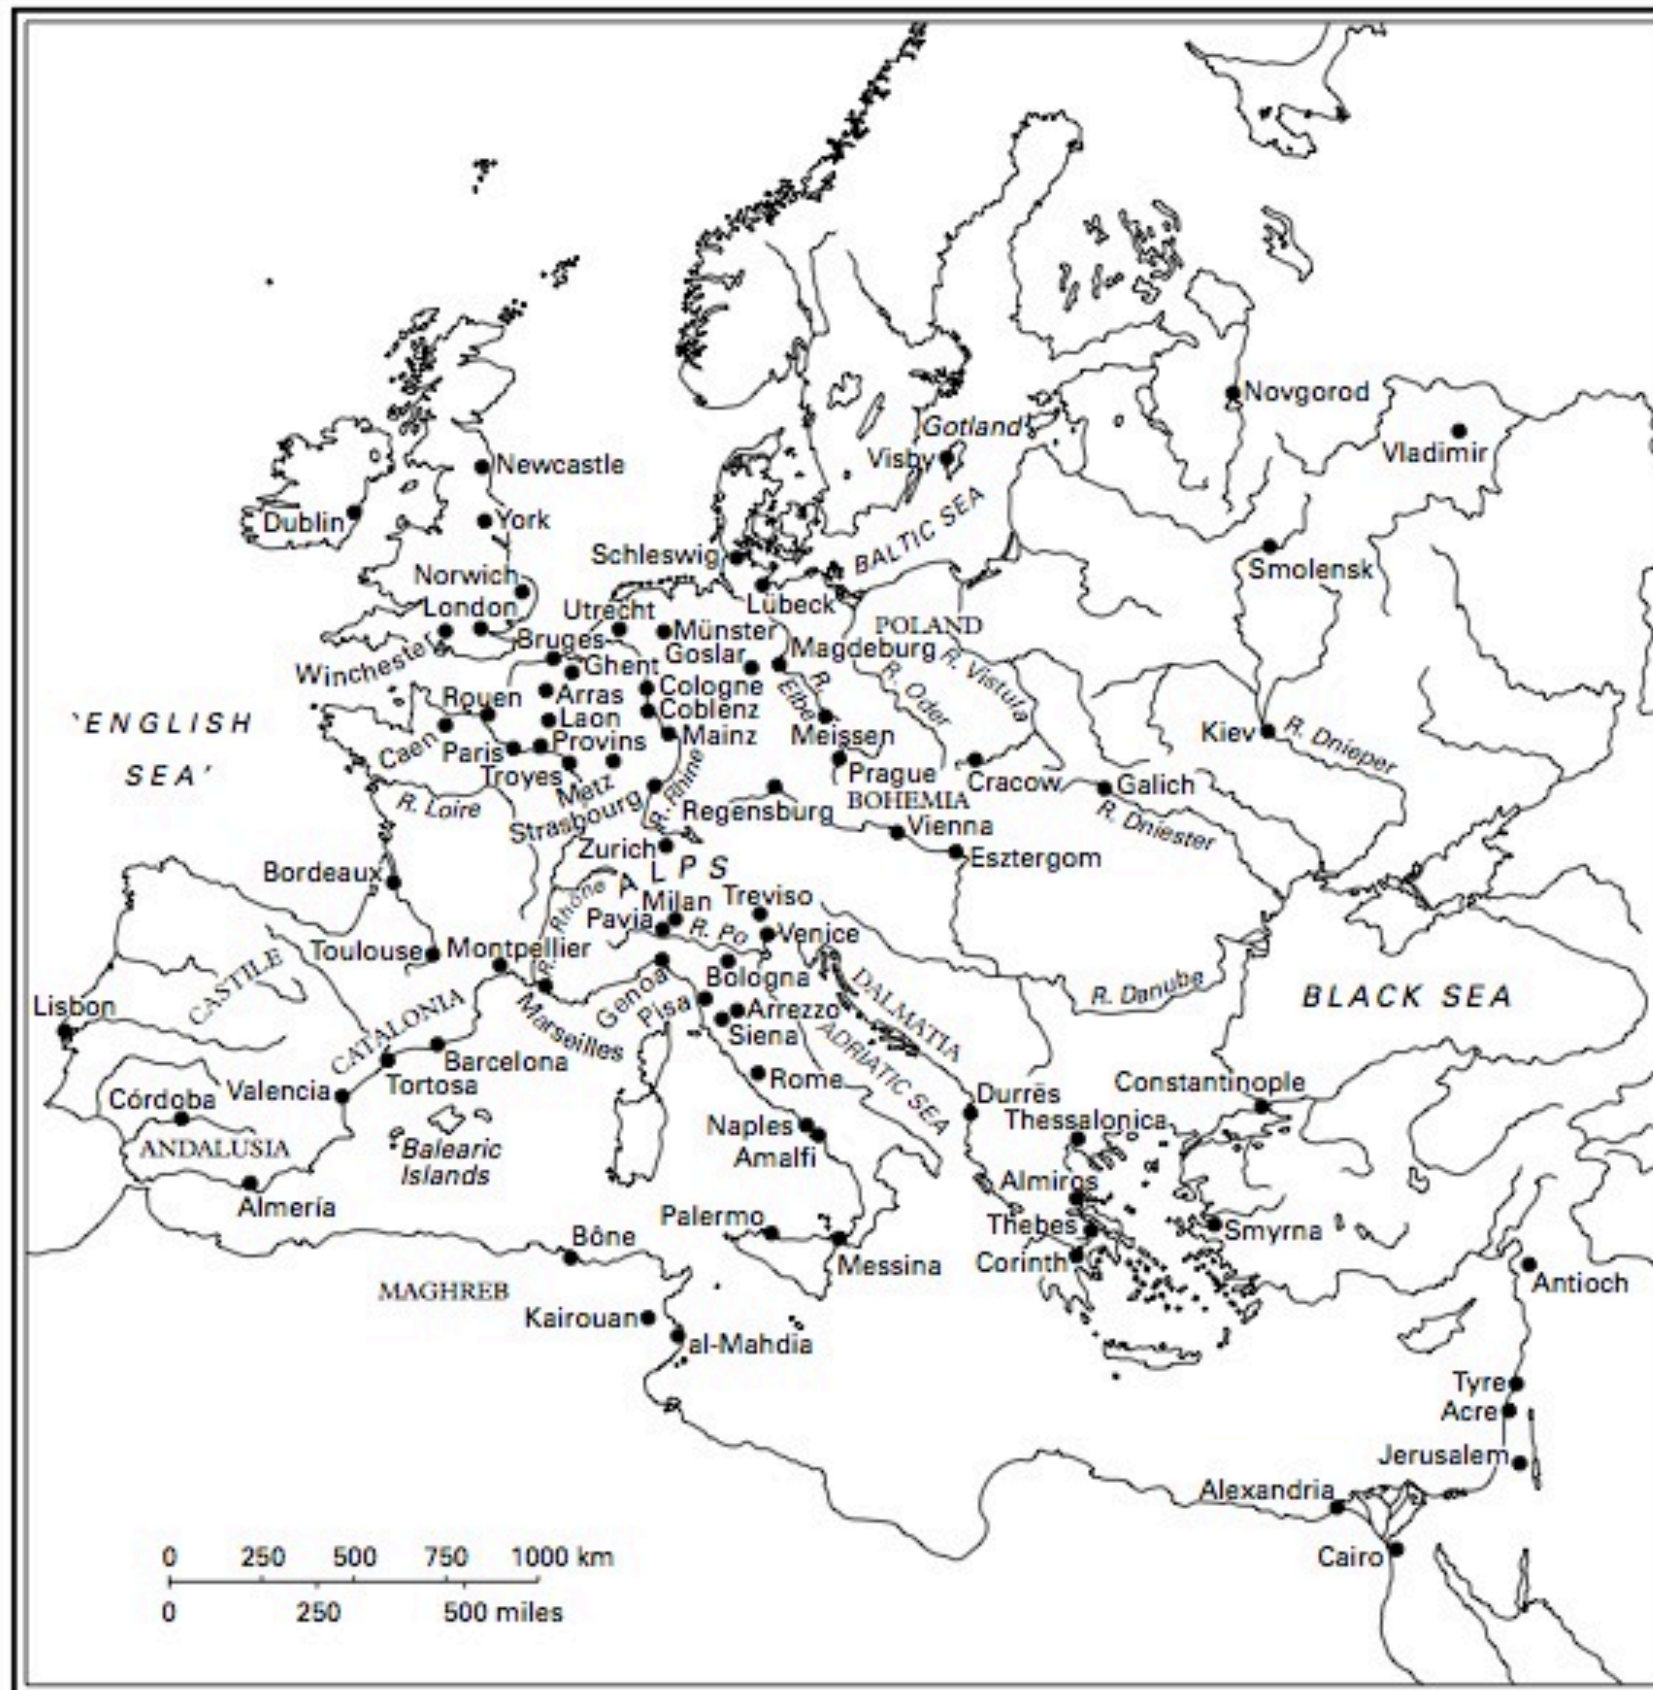 Novgorod
Gotland
Vladimir
Visby
Newcastle
Dublin
York
BALTIC SEA
Schleswig
Smolensk
Norwich
Lübeck
London
Utrecht
POLAND
Münster
Bruges
Magdeburg
Winchester
Goslar
Ghent
R. Vistula
Cologne
R. Elbe
R. Oder
Rouen
Arras
Coblenz
'ENGLISH
SEA'
Laon
Meissen
Mainz
Kiev
R. Dnieper
Caen
Paris
Provins
Troyes
Metz
R. Rhine
Prague
Cracow
Galich
BOHEMIA
R. Loire
Strasbourg
Regensburg
Vienna
R. Dniester
Zurich
Esztergom
ALPS
Bordeaux
R. Rhône
Milan
Treviso
Pavia
R. Po
Venice
Toulouse
Montpellier
Bologna
CASTILE
R. Danube
BLACK SEA
Lisbon
Genoa
DALMATIA
CATALONIA
Marseilles
Pisa
Arrezzo
Siena
ADRIATIC SEA
Barcelona
Rome
Tortosa
Valencia
Córdoba
Durrës
Constantinople
Thessalonica
Naples
ANDALUSIA
Balearic
Islands
Amalfi
Almiros
Almería
Palermo
Thebes
Smyrna
Bône
Corinth
Messina
Antioch
MAGHREB
Kairouan
al-Mahdia
Tyre
Acre
Jerusalem
Alexandria
Cairo
0 250 500 750 1000 km
0 250 500 miles